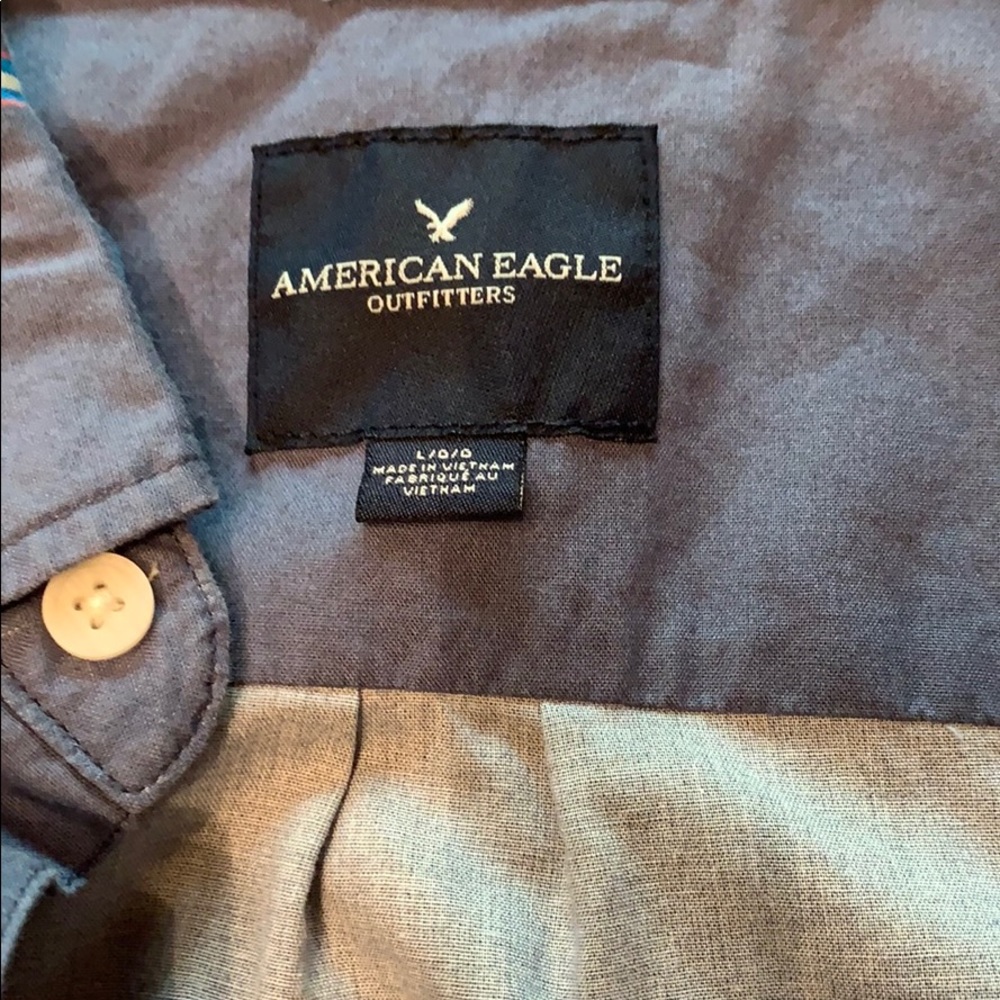 AMERICAN EAGLE
OUTFITTERS
L/G/G
MADE IN VIETNAM
FABRIQUÉ AU
VIETNAM